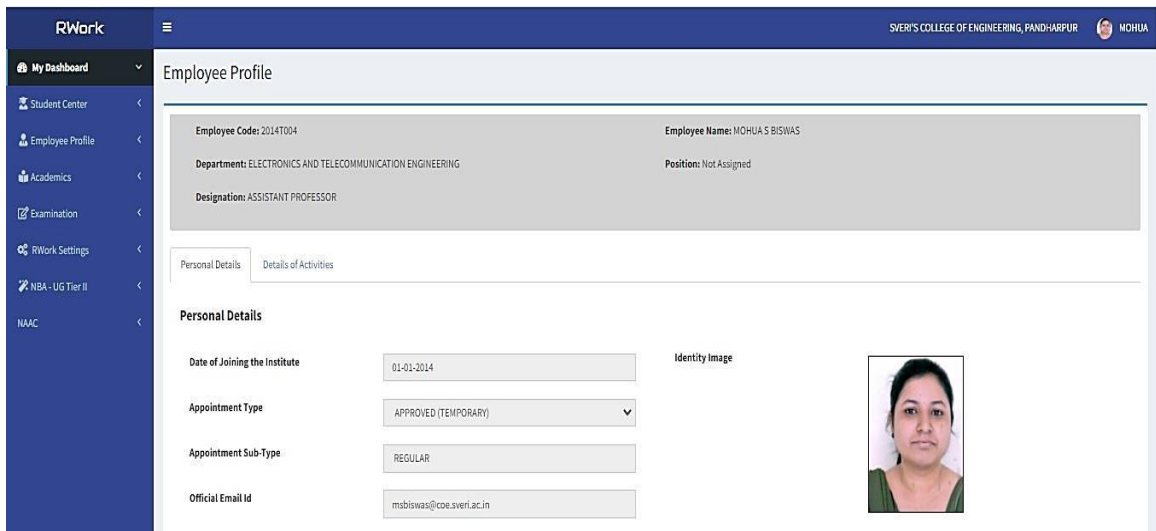 RWork
SVERI'S COLLEGE OF ENGINEERING, PANDHARPUR MOHUA
My Dashboard
Student Center
Employee Profile
Academics
Examination
RWork Settings
NBA - UG Tier II
NAAC
Employee Profile
Employee Code: 2014T004 Employee Name: MOHUA S BISWAS
Department: ELECTRONICS AND TELECOMMUNICATION ENGINEERING Position: Not Assigned
Designation: ASSISTANT PROFESSOR
Personal Details Details of Activities
Personal Details
Date of Joining the Institute 01-01-2014 Identity Image
Appointment Type APPROVED (TEMPORARY)
Appointment Sub-Type REGULAR
Official Email Id msbiswas@coe.sveri.ac.in